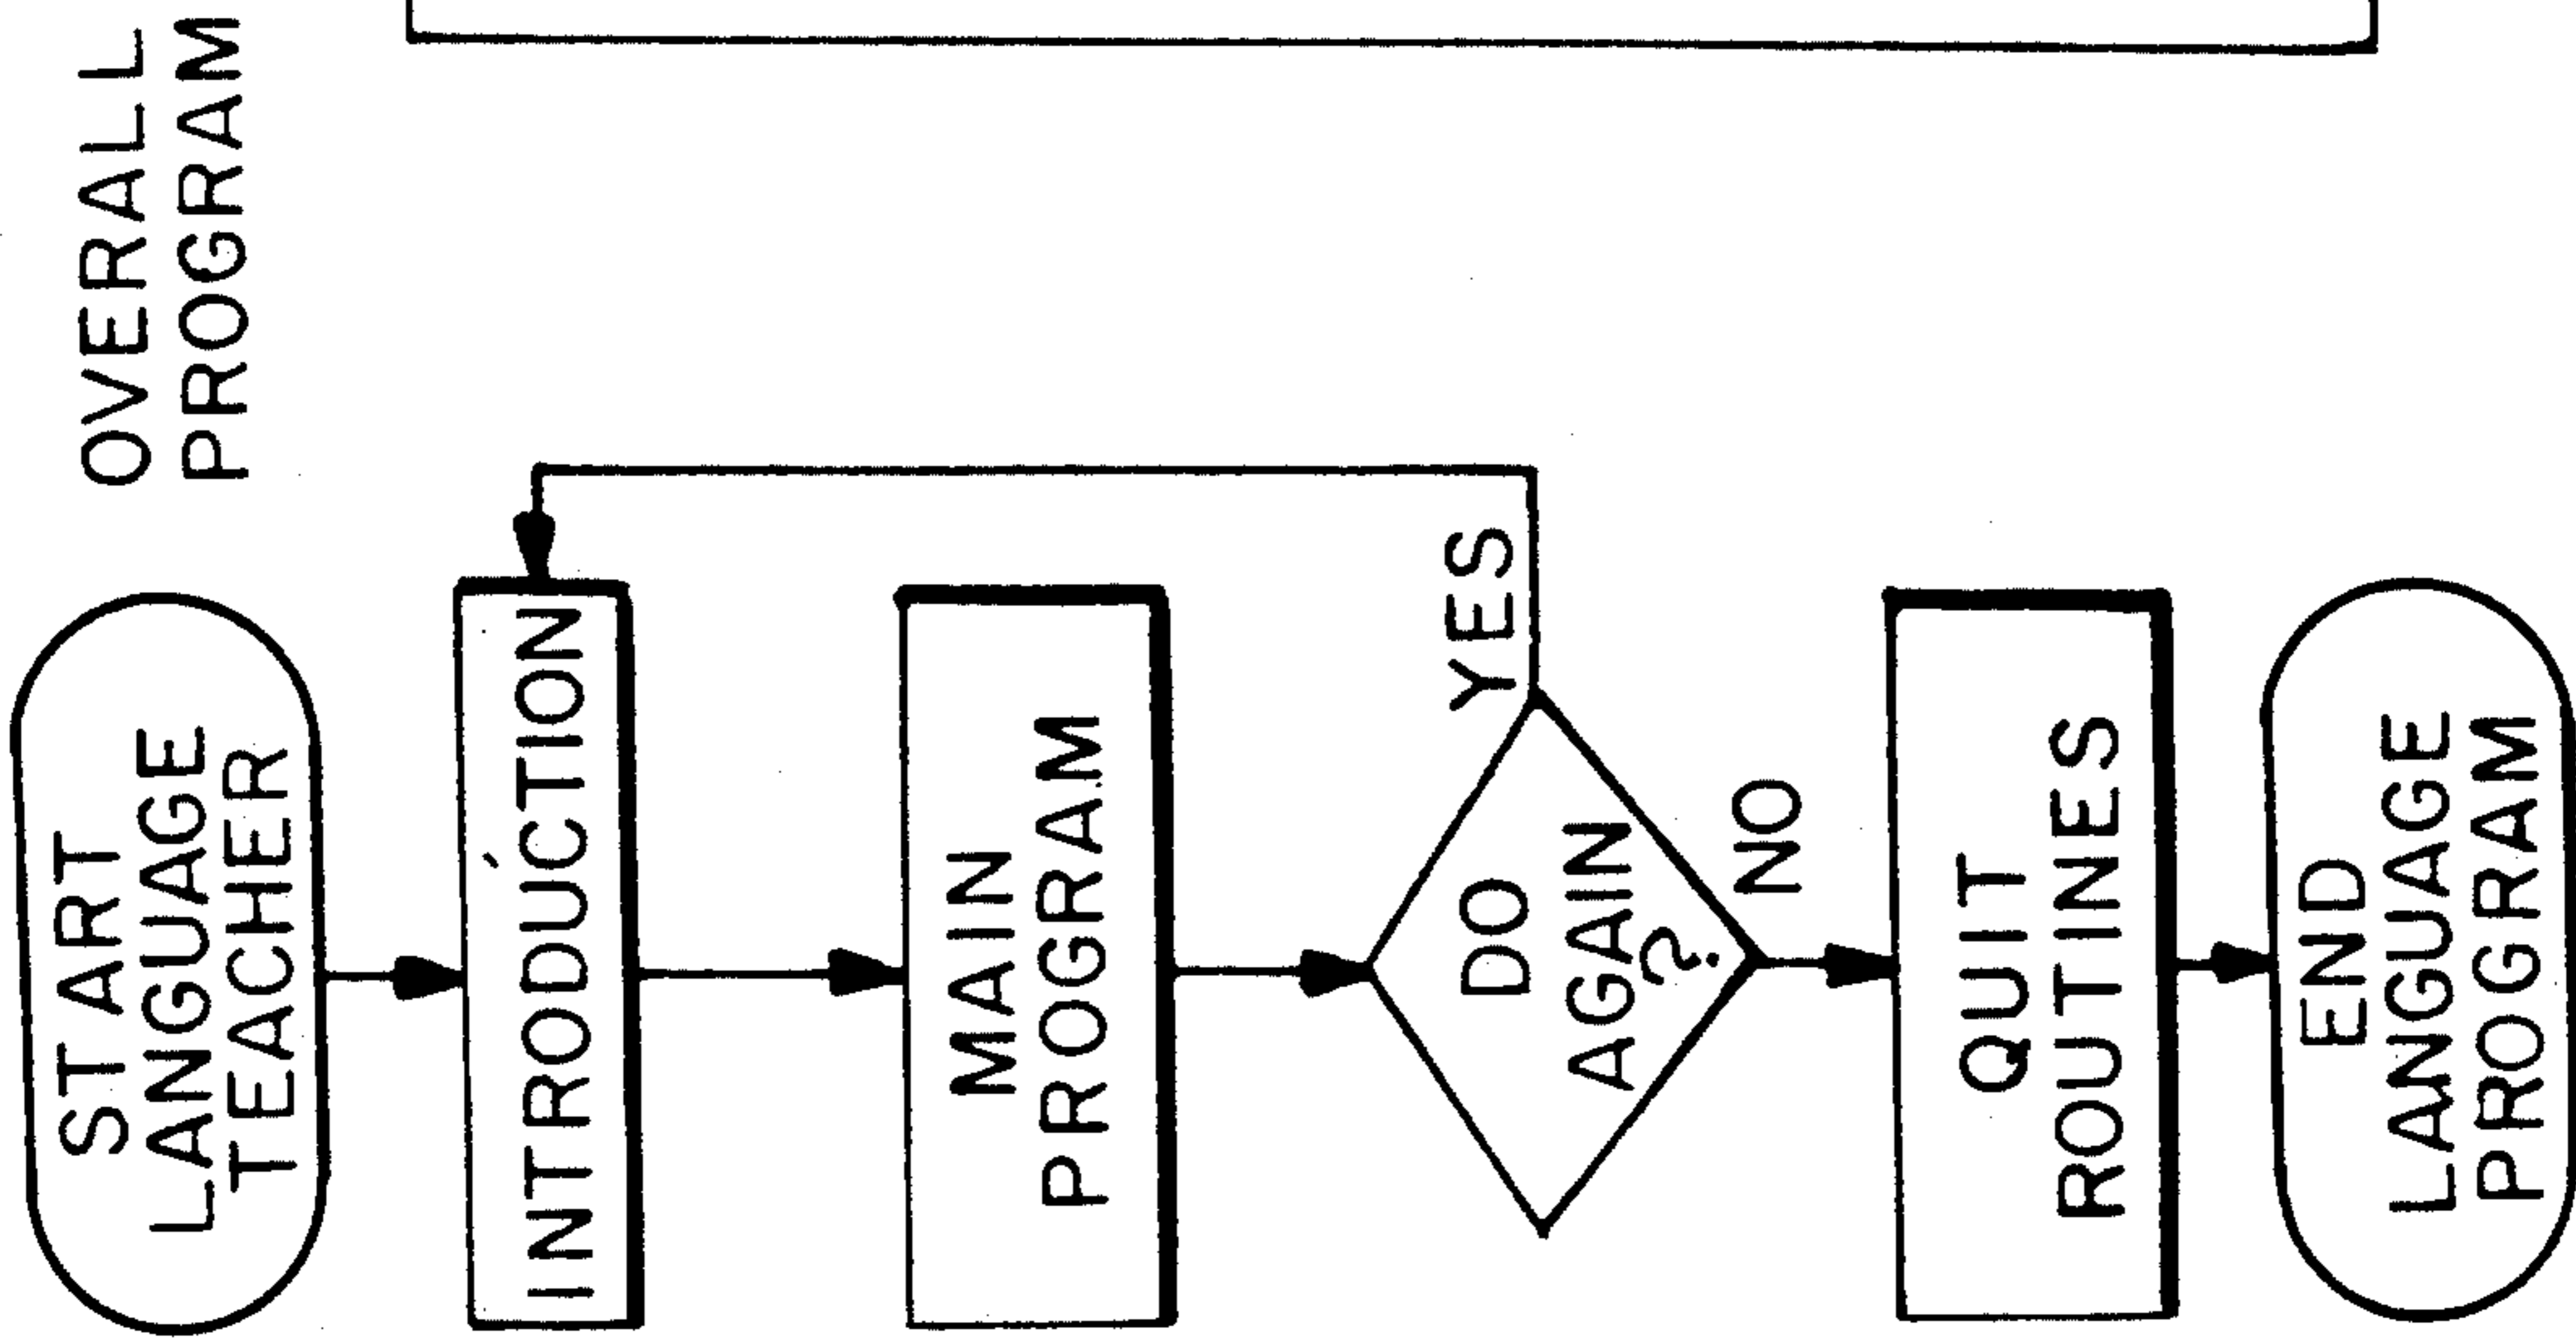 OVERALL
PROGRAM
START
LANGUAGE
TEACHER
INTRODUCTION
MAIN
PROGRAM
DO
AGAIN
?
YES
NO
QUIT
ROUTINES
END
LANGUAGE
PROGRAM